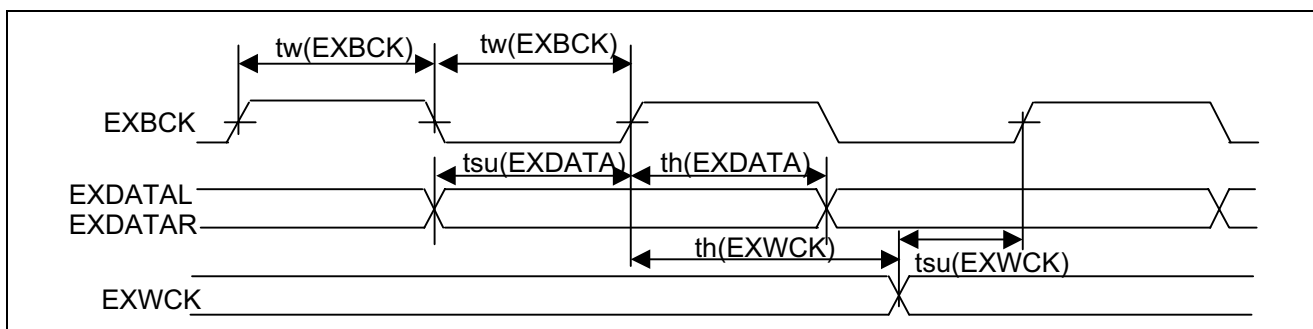 tw(EXBCK) tw(EXBCK)
EXBCK
tsu(EXDATA) th(EXDATA)
EXDATAL
EXDATAR
th(EXWCK) tsu(EXWCK)
EXWCK